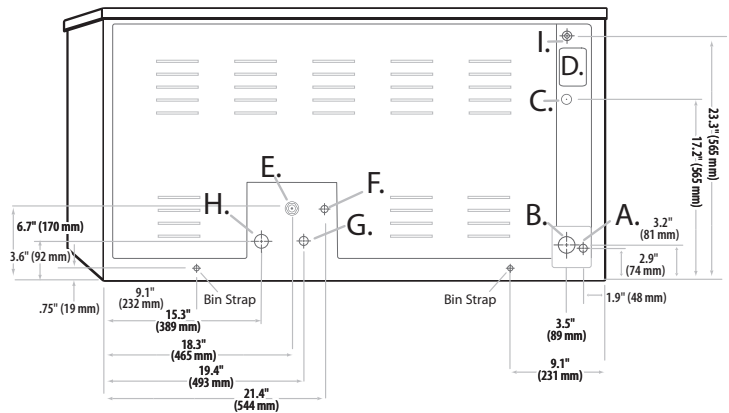 I.
D.
C.
23.3"
(565 mm)
17.2"
(565 mm)
E.
F.
H.
G.
B.
A.
6.7" (170 mm)
3.6" (92 mm)
3.2"
(81 mm)
2.9"
(74 mm)
.75" (19 mm)
9.1"
(232 mm)
Bin Strap
Bin Strap
1.9" (48 mm)
15.3"
(389 mm)
3.5"
(89 mm)
18.3"
(465 mm)
9.1"
(231 mm)
19.4"
(493 mm)
21.4"
(544 mm)